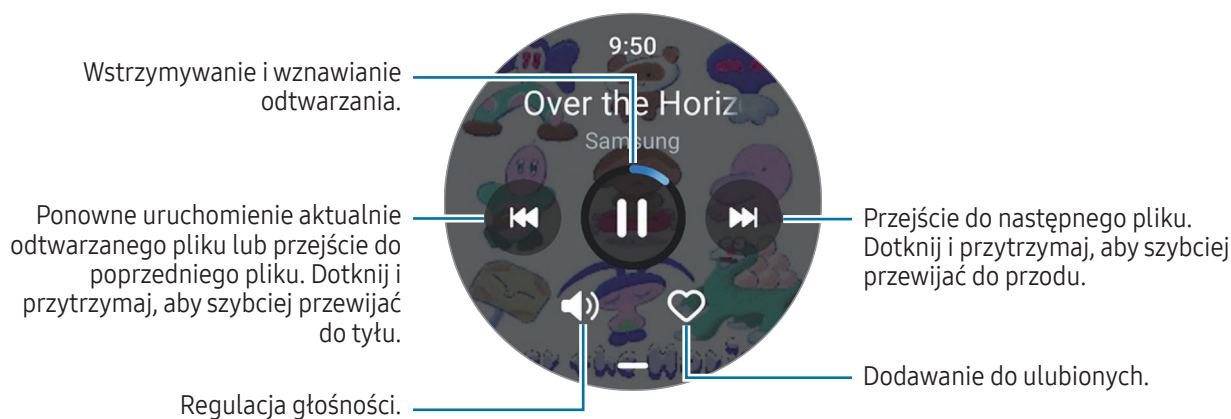 9:50
Over the Horiz
Samsung
Wstrzymywanie i wznawianie
odtwarzania.
Ponowne uruchomienie aktualnie
odtwarzanego pliku lub przejście do
poprzedniego pliku. Dotknij i
przytrzymaj, aby szybciej przewijać
do tyłu.
Regulacja głośności.
Przejście do następnego pliku.
Dotknij i przytrzymaj, aby szybciej
przewijać do przodu.
Dodawanie do ulubionych.